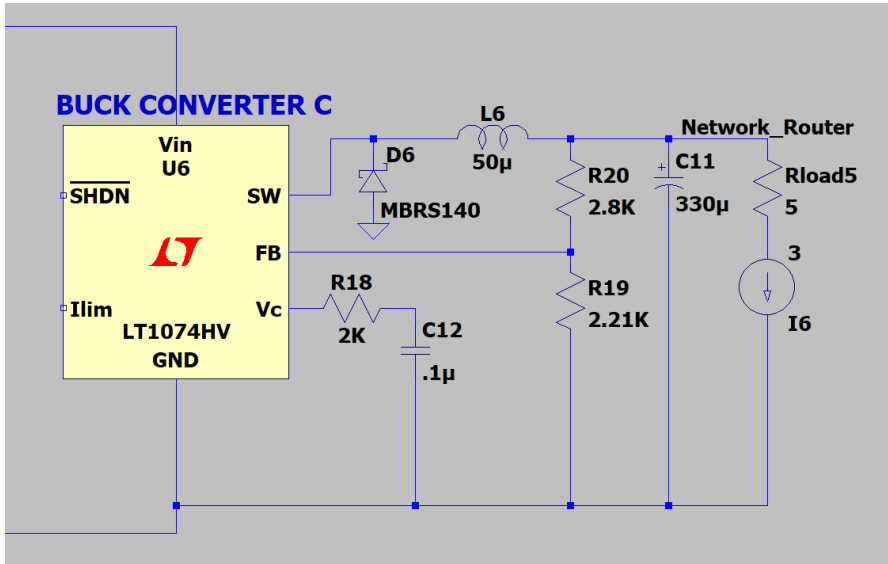 BUCK CONVERTER C
Vin
U6
SHDN
SW
FB
Ilim
Vc
LT1074HV
GND
D6
MBRS140
L6
50µ
R20
2.8K
R19
2.21K
R18
2K
C12
.1µ
Network_Router
+
C11
330µ
Rload5
5
3
I6